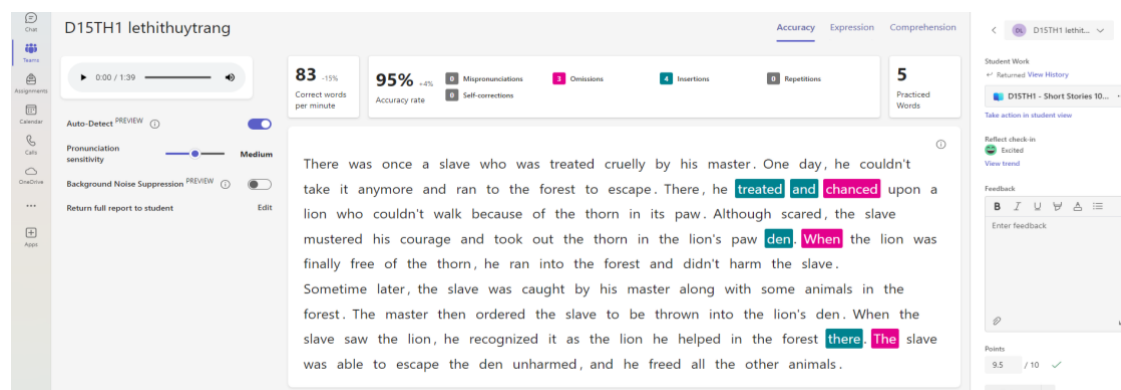 Chat
Teams
Assignments
Calendar
Calls
OneDrive
...
Apps
D15TH1 lethithuytrang
Accuracy Expression Comprehension
0:00 / 1:39
83 -15%
Correct words
per minute
95% +4%
Accuracy rate
0 Mispronunciations
3 Omissions
4 Insertions
0 Repetitions
0 Self-corrections
5
Practiced
Words
Auto-Detect PREVIEW
Pronunciation
sensitivity
Medium
Background Noise Suppression PREVIEW
Return full report to student Edit
There was once a slave who was treated cruelly by his master. One day, he couldn't
take it anymore and ran to the forest to escape. There, he treated and chanced upon a
lion who couldn't walk because of the thorn in its paw. Although scared, the slave
mustered his courage and took out the thorn in the lion's paw den. When the lion was
finally free of the thorn, he ran into the forest and didn't harm the slave.
Sometime later, the slave was caught by his master along with some animals in the
forest. The master then ordered the slave to be thrown into the lion's den. When the
slave saw the lion, he recognized it as the lion he helped in the forest there. The slave
was able to escape the den unharmed, and he freed all the other animals.
DL D15TH1 lethit...
Student Work
Returned View History
D15TH1 - Short Stories 10...
Take action in student view
Reflect check-in
Excited
View trend
Feedback
B I U A
Enter feedback
Points
9.5 / 10